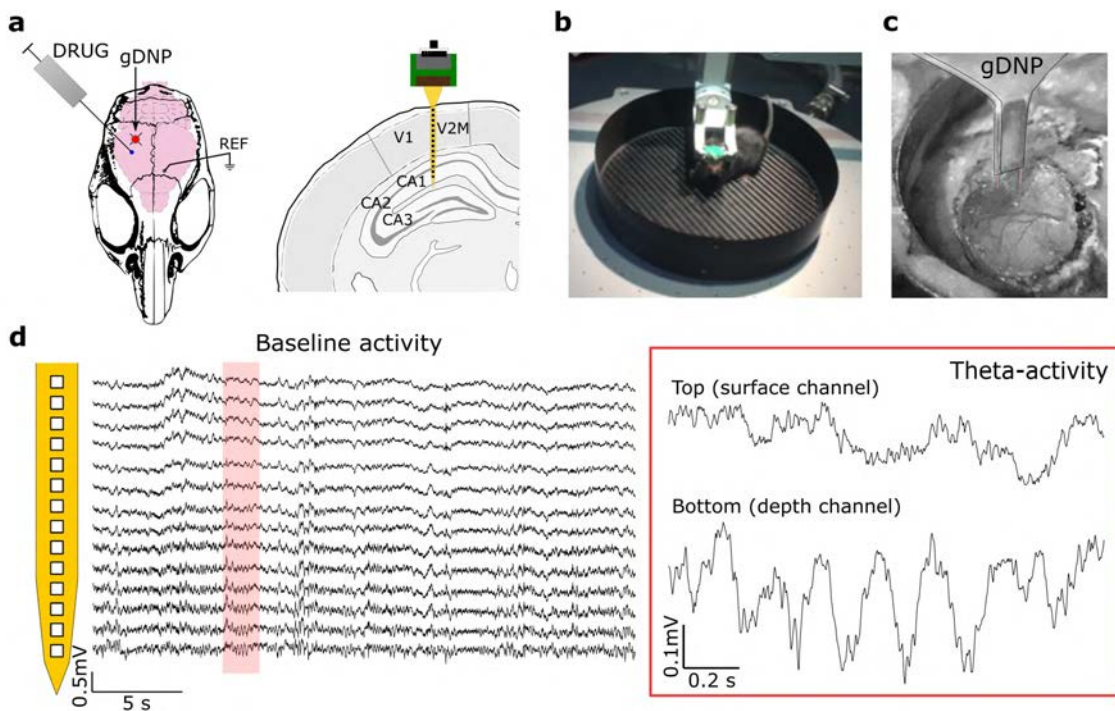 a
DRUG
gDNP
REF
V1
V2M
CA1
CA2
CA3
b
c
gDNP
d
Baseline activity
0.5mV
5 s
Theta-activity
Top (surface channel)
Bottom (depth channel)
0.1mV
0.2 s